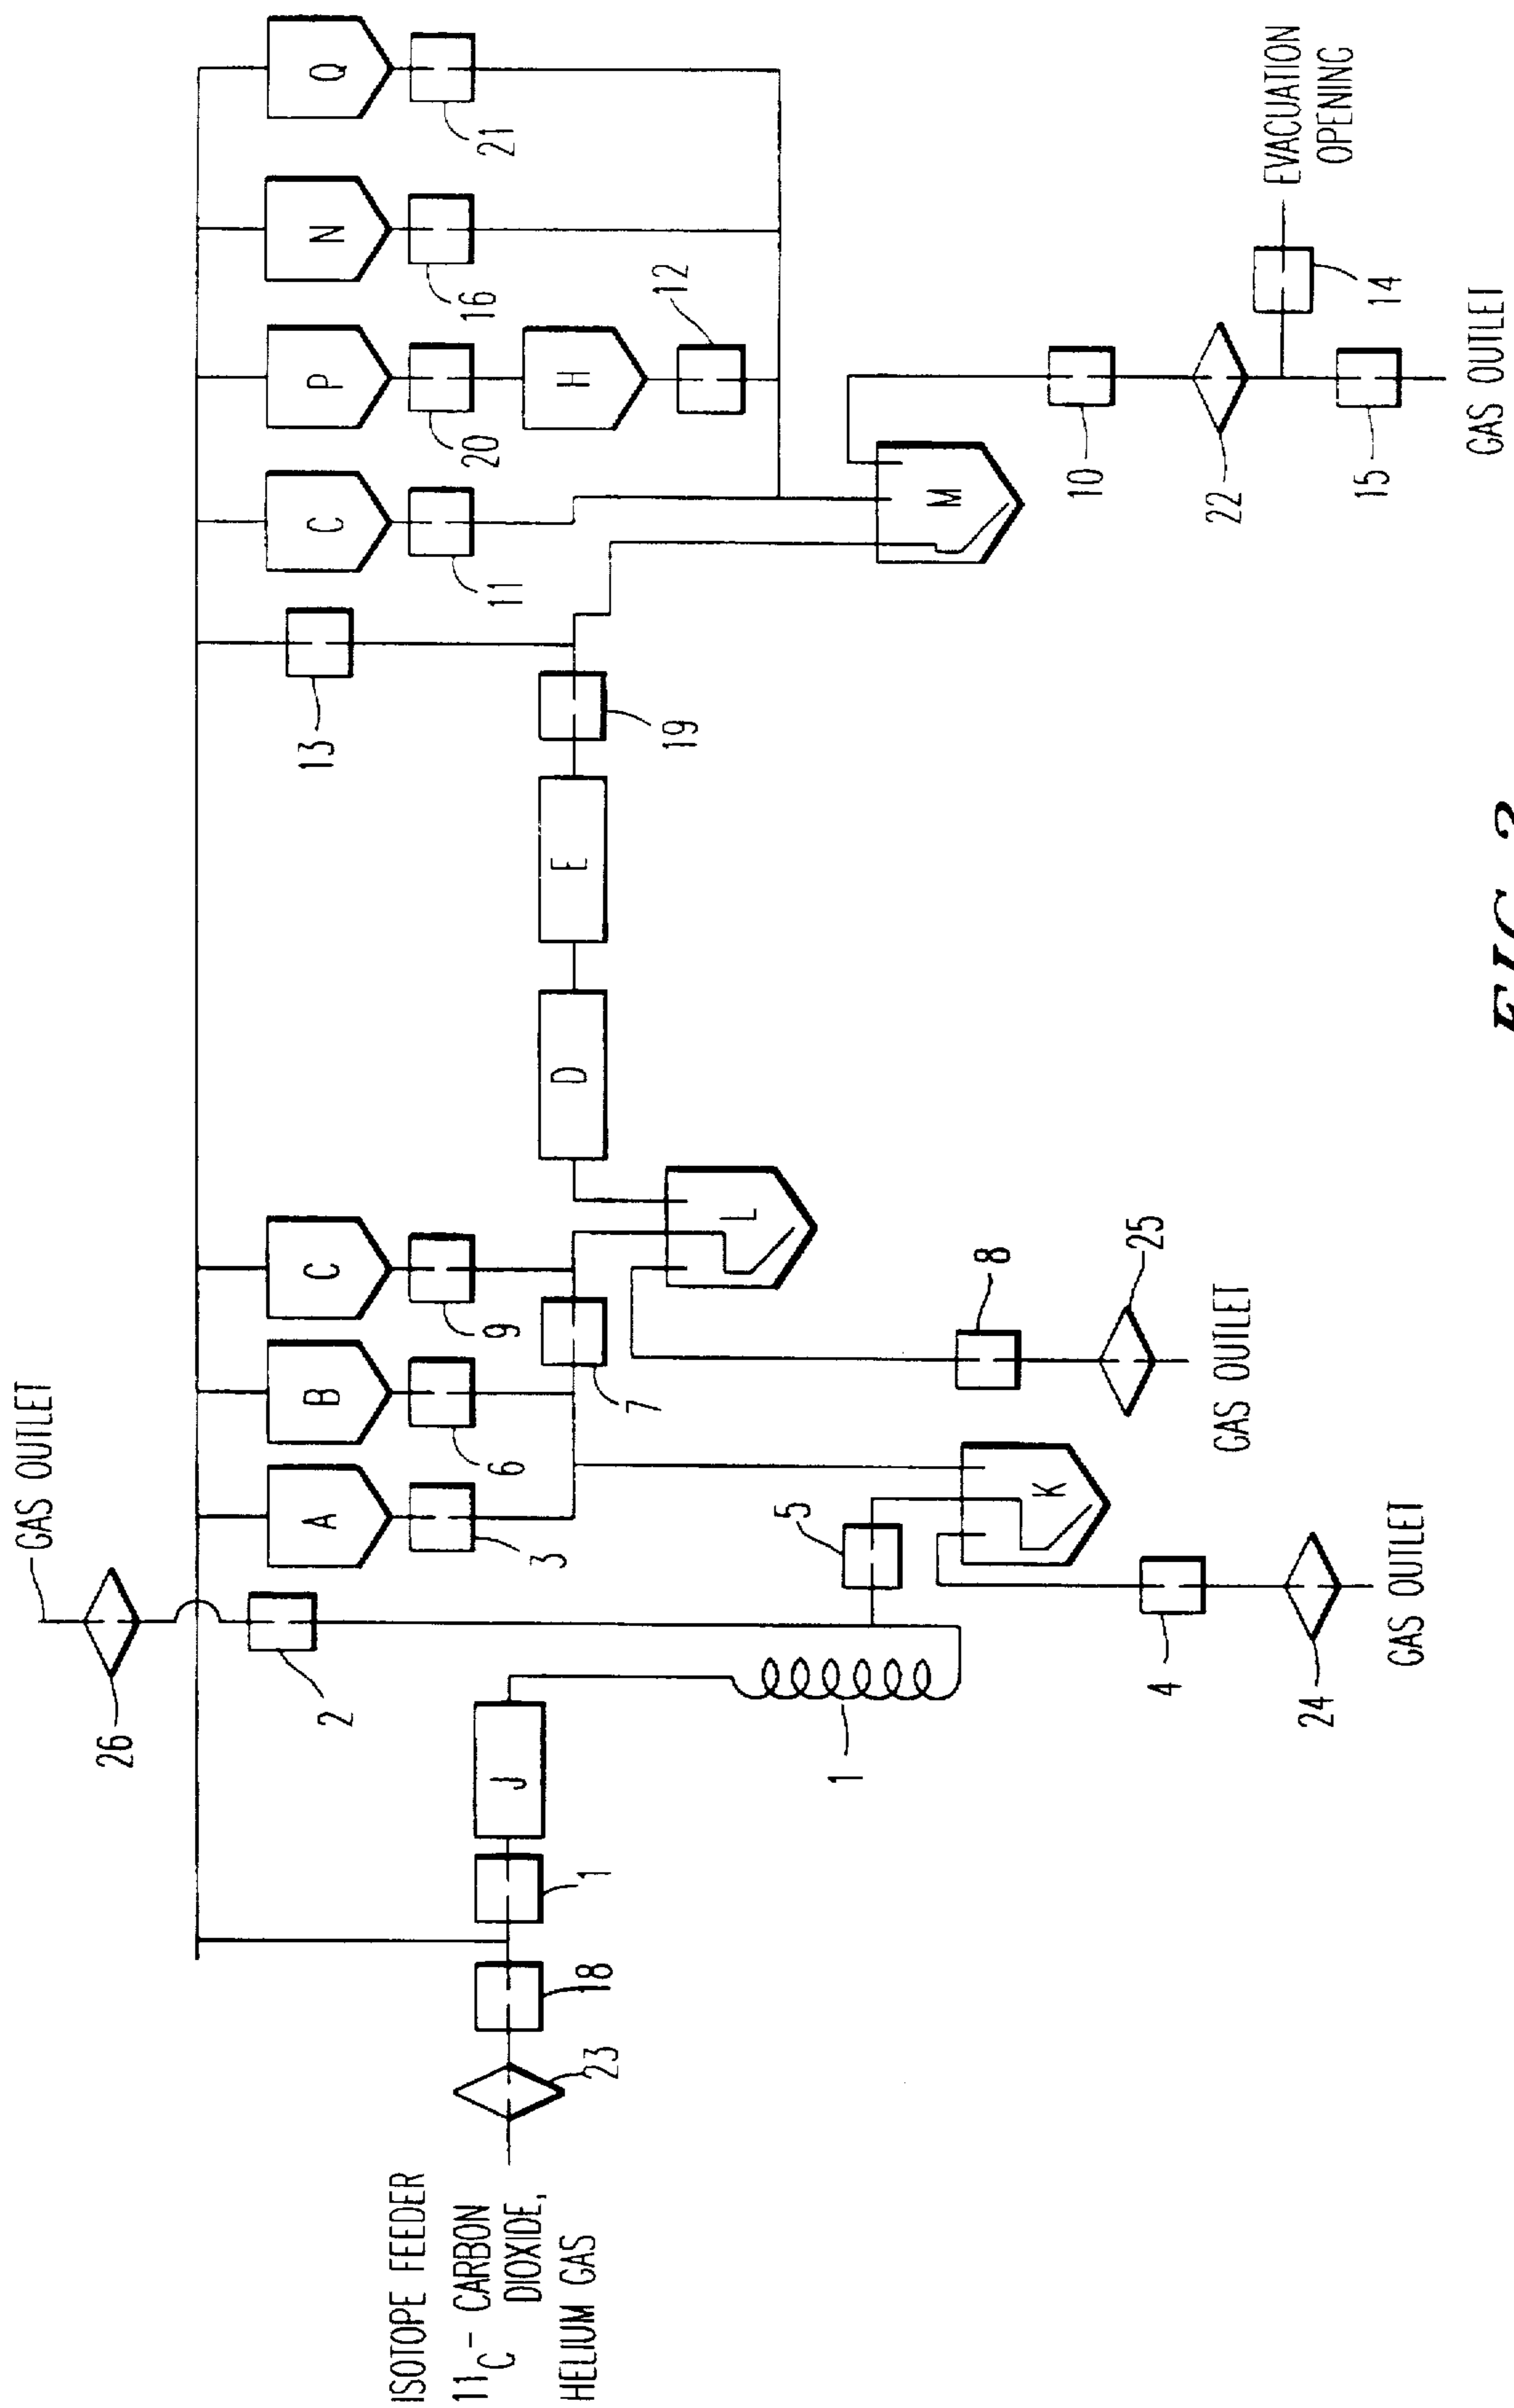 GAS OUTLET
26
A
B
C
C
P
N
Q
13
2
3
6
9
11
20
16
21
ISOTOPE FEEDER
11C- CARBON
DIOXIDE,
HELIUM GAS
J
D
E
H
23
18
1
7
19
12
L
5
1
M
K
8
10
4
25
22
EVACUATION
OPENING
GAS OUTLET
24
15
14
GAS OUTLET
GAS OUTLET
FIG.